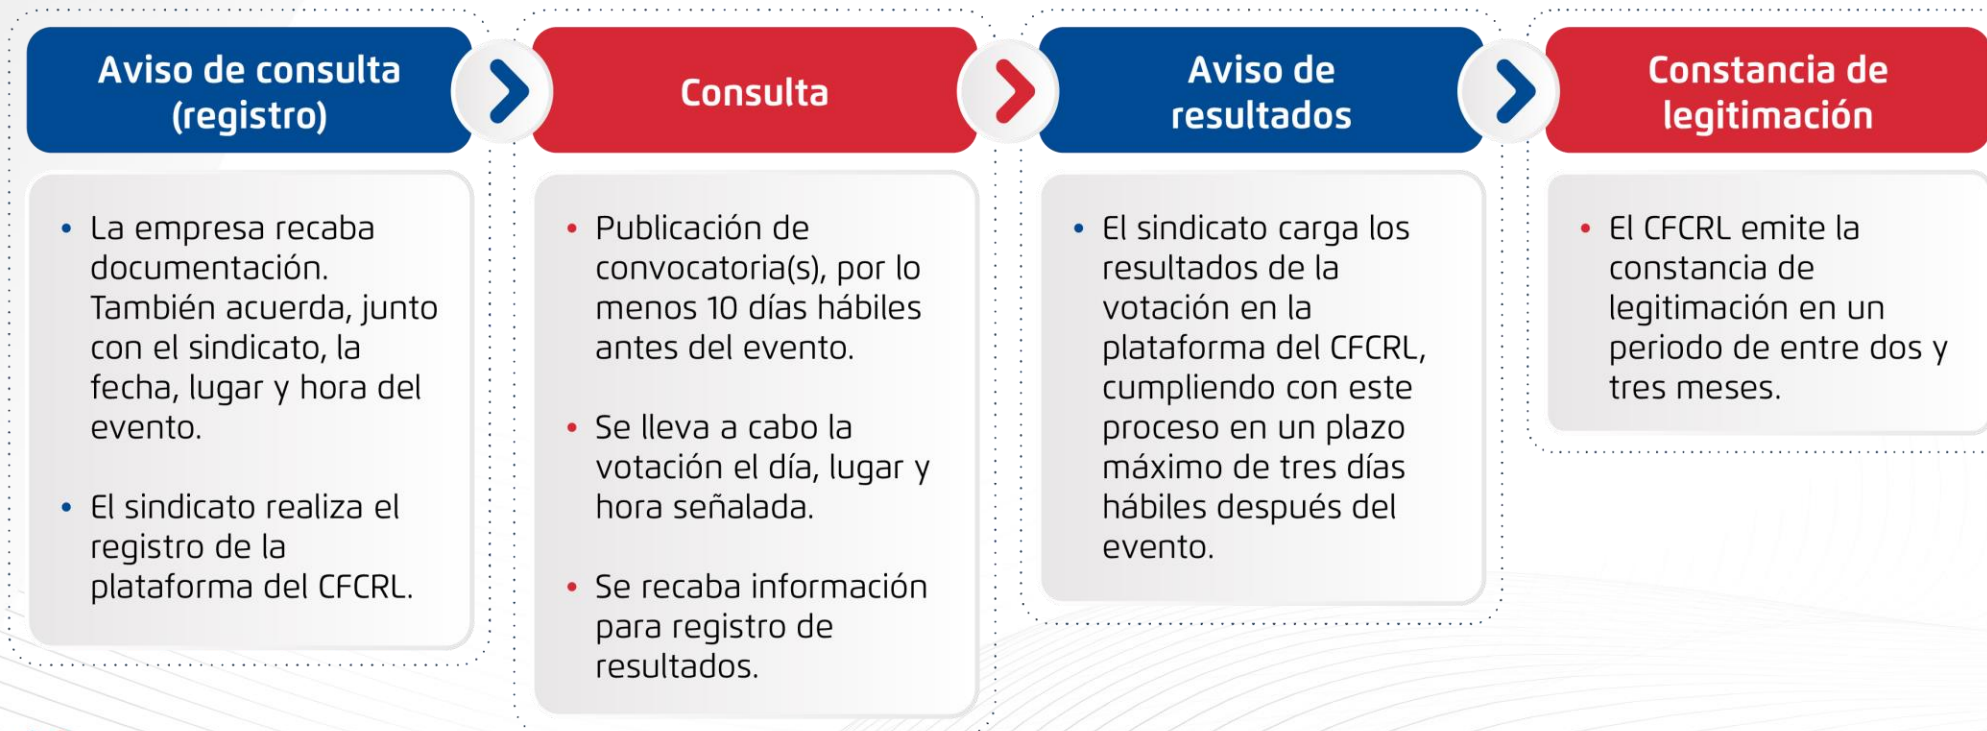 Aviso de consulta
(registro)
• La empresa recaba
documentación.
También acuerda, junto
con el sindicato, la
fecha, lugar y hora del
evento.
• El sindicato realiza el
registro de la
plataforma del CFCRL.
Consulta
• Publicación de
convocatoria(s), por lo
menos 10 días hábiles
antes del evento.
• Se lleva a cabo la
votación el día, lugar y
hora señalada.
• Se recaba información
para registro de
resultados.
Aviso de
resultados
• El sindicato carga los
resultados de la
votación en la
plataforma del CFCRL,
cumpliendo con este
proceso en un plazo
máximo de tres días
hábiles después del
evento.
Constancia de
legitimación
• El CFCRL emite la
constancia de
legitimación en un
periodo de entre dos y
tres meses.